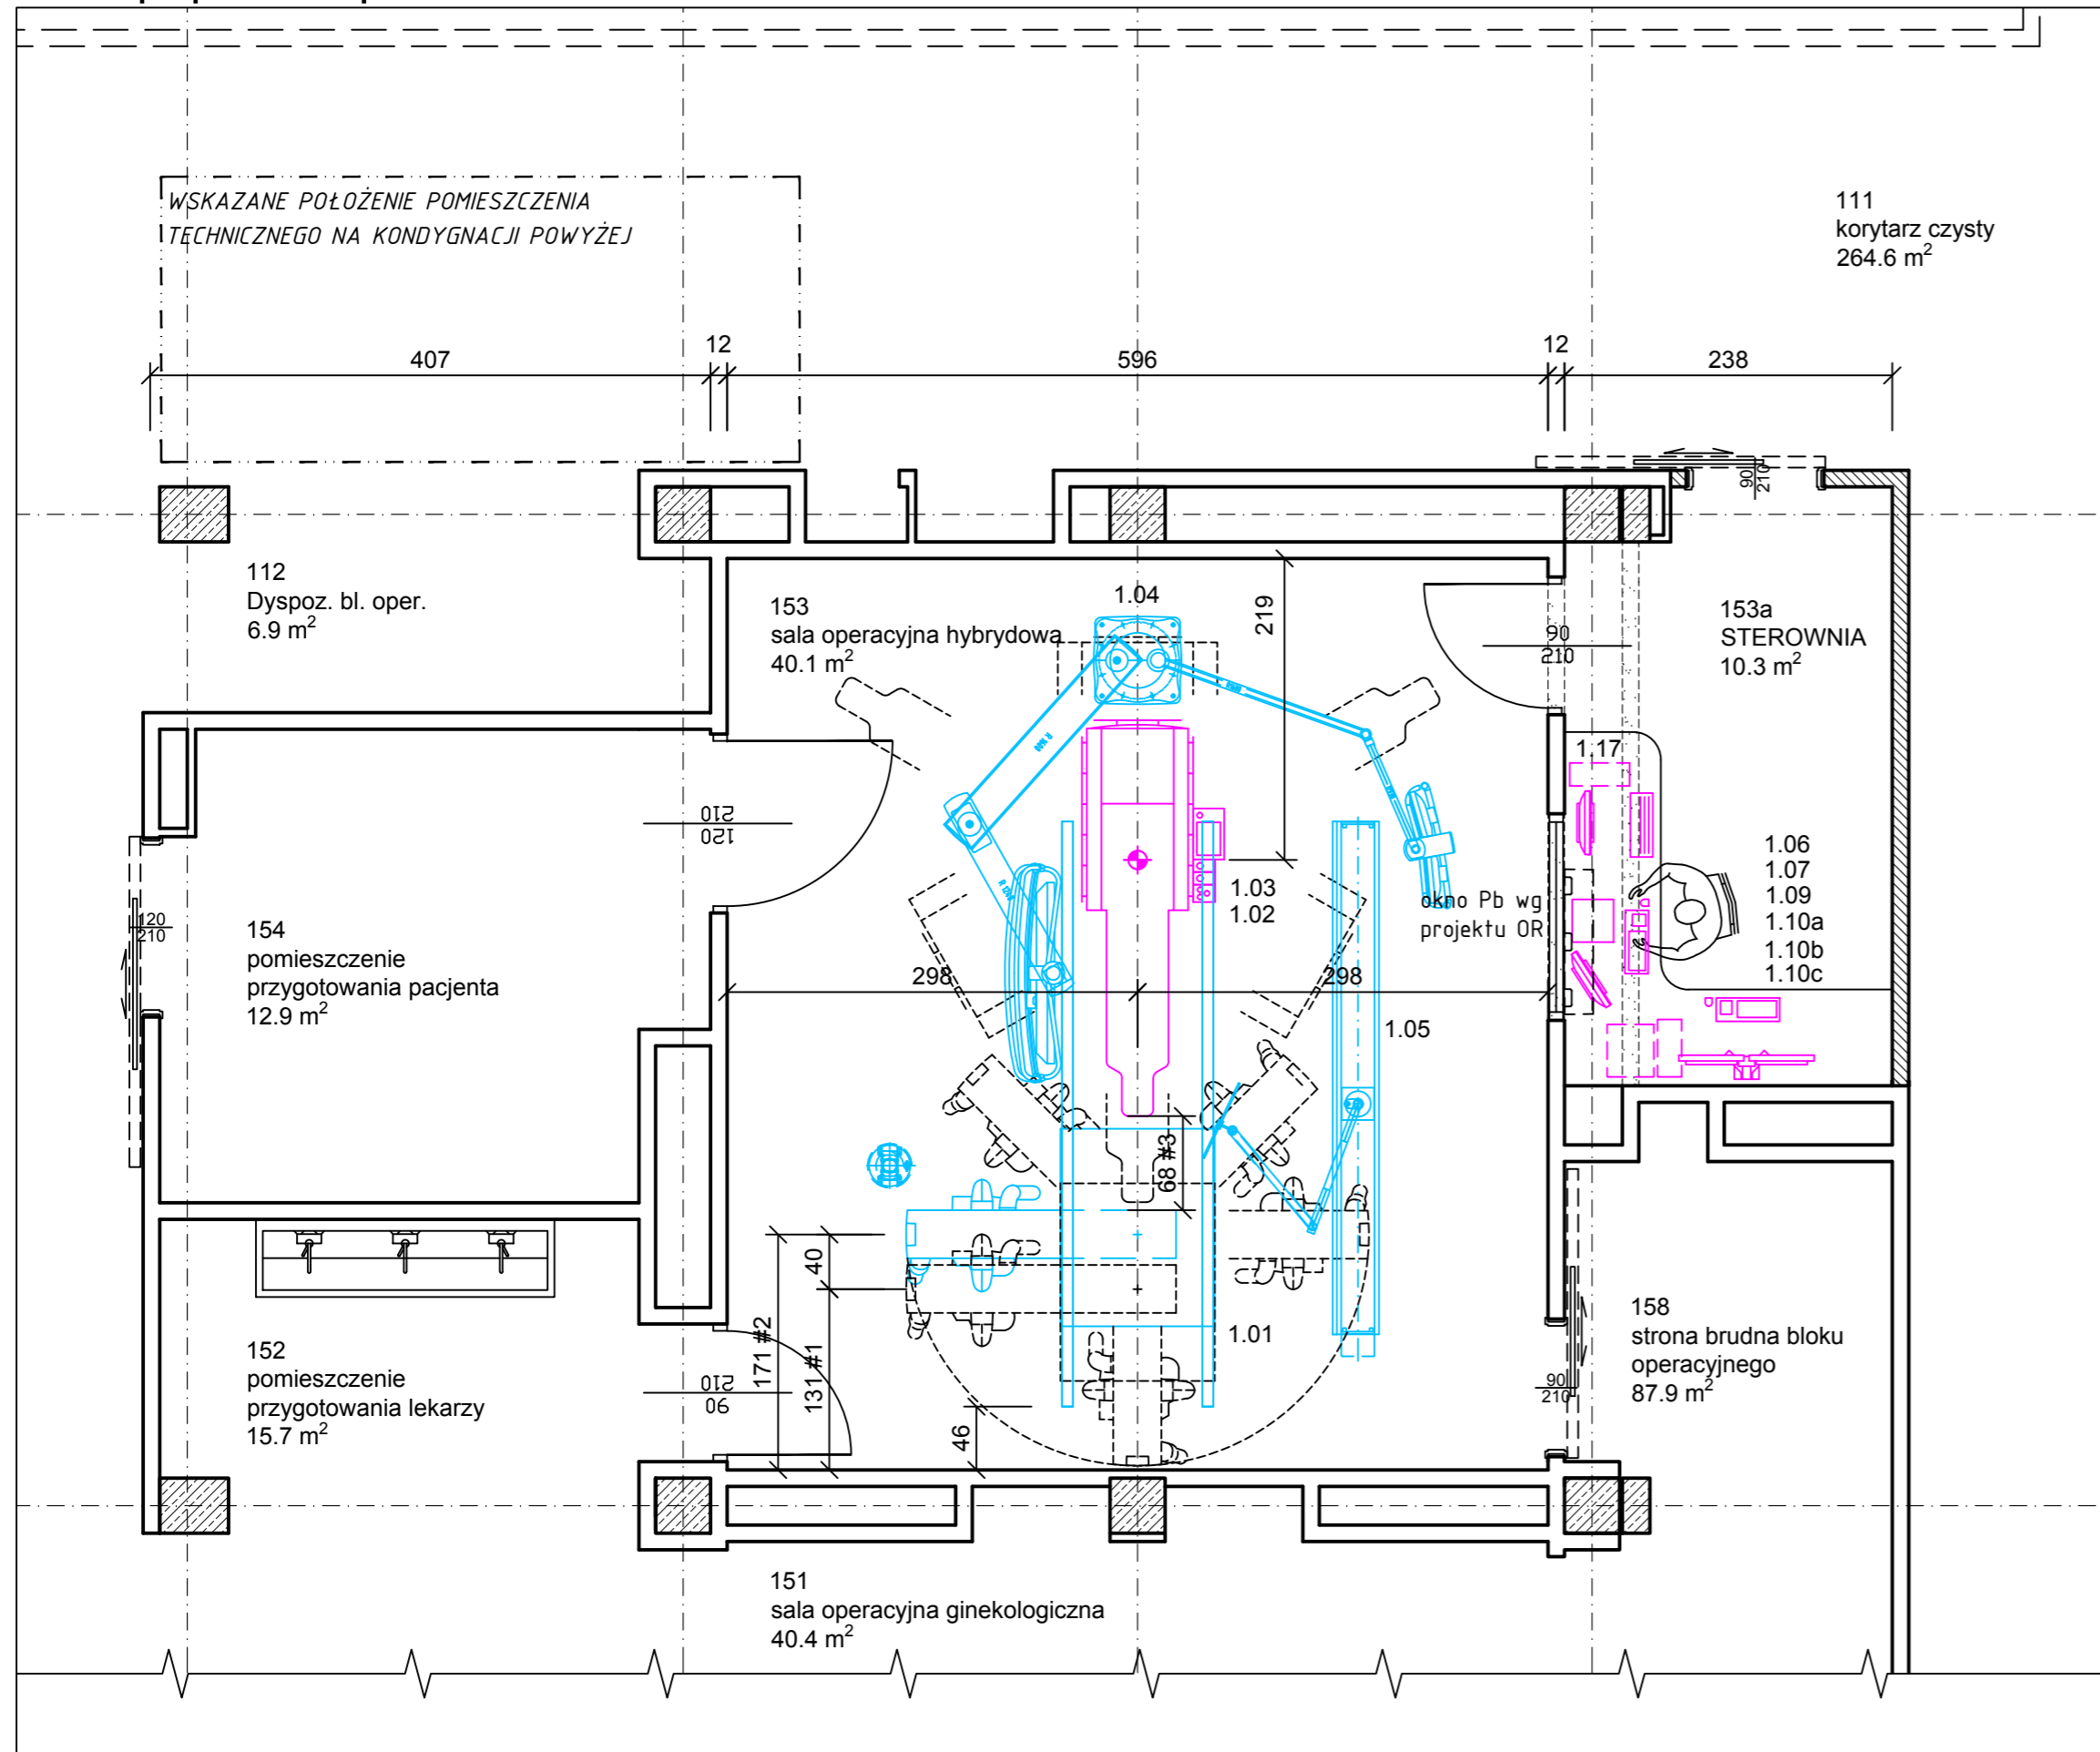 WSKAZANE POŁOŻENIE POMIESZCZENIA
TECHNICZNEGO NA KONDYGNACJI POWYŻEJ
111
korytarz czysty
264.6 m²
407
12
596
12
238
90
210
112
Dyspoz. bl. oper.
6.9 m²
153
sala operacyjna hybrydowa
40.1 m²
1.04
219
90
210
153a
STEROWNIA
10.3 m²
1.17
210
120
1.06
1.07
1.09
1.10a
1.10b
1.10c
1.03
1.02
okno Pb wg
projektu OR
120
210
154
pomieszczenie
przygotowania pacjenta
12.9 m²
298
298
1.05
68 #3
40
171 #2
131 #1
46
1.01
152
pomieszczenie
przygotowania lekarzy
15.7 m²
210
90
90
210
158
strona brudna bloku
operacyjnego
87.9 m²
151
sala operacyjna ginekologiczna
40.4 m²